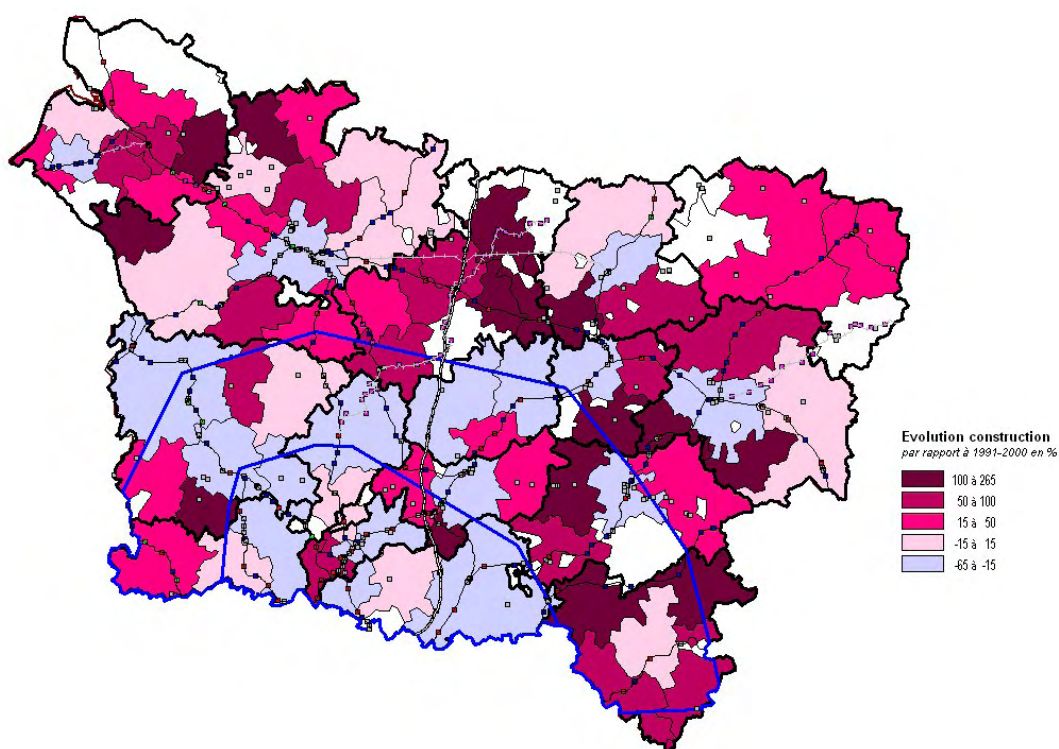 Evolution construction
par rapport à 1991-2000 en %
100 à 265
50 à 100
15 à 50
-15 à 15
-65 à -15